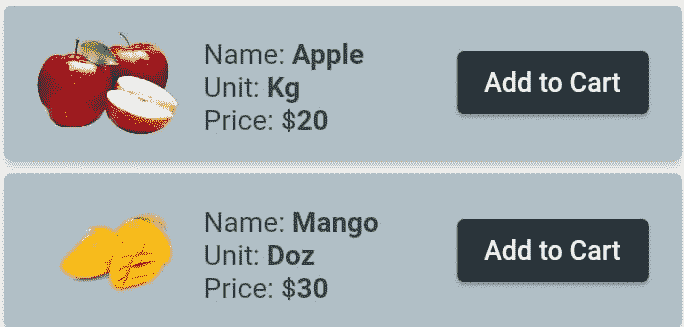 Name: Apple
Unit: Kg
Price: $20
Add to Cart
Name: Mango
Unit: Doz
Price: $30
Add to Cart